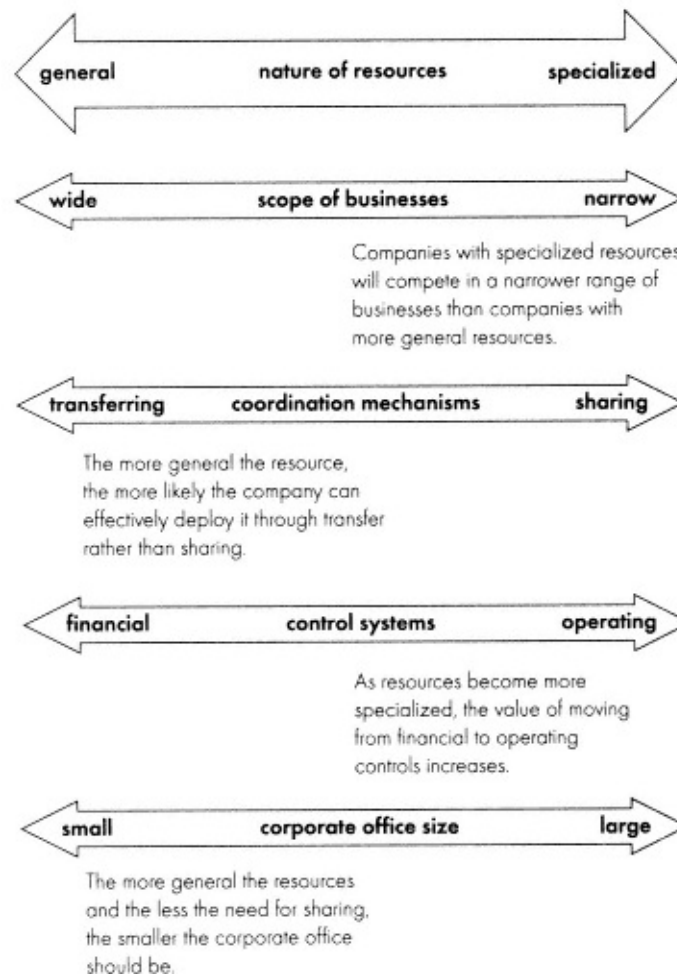 general nature of resources specialized
wide scope of businesses narrow
Companies with specialized resources
will compete in a narrower range of
businesses than companies with
more general resources.
transferring coordination mechanisms sharing
The more general the resource,
the more likely the company can
effectively deploy it through transfer
rather than sharing.
financial control systems operating
As resources become more
specialized, the value of moving
from financial to operating
controls increases.
small corporate office size large
The more general the resources
and the less the need for sharing,
the smaller the corporate office
should be.